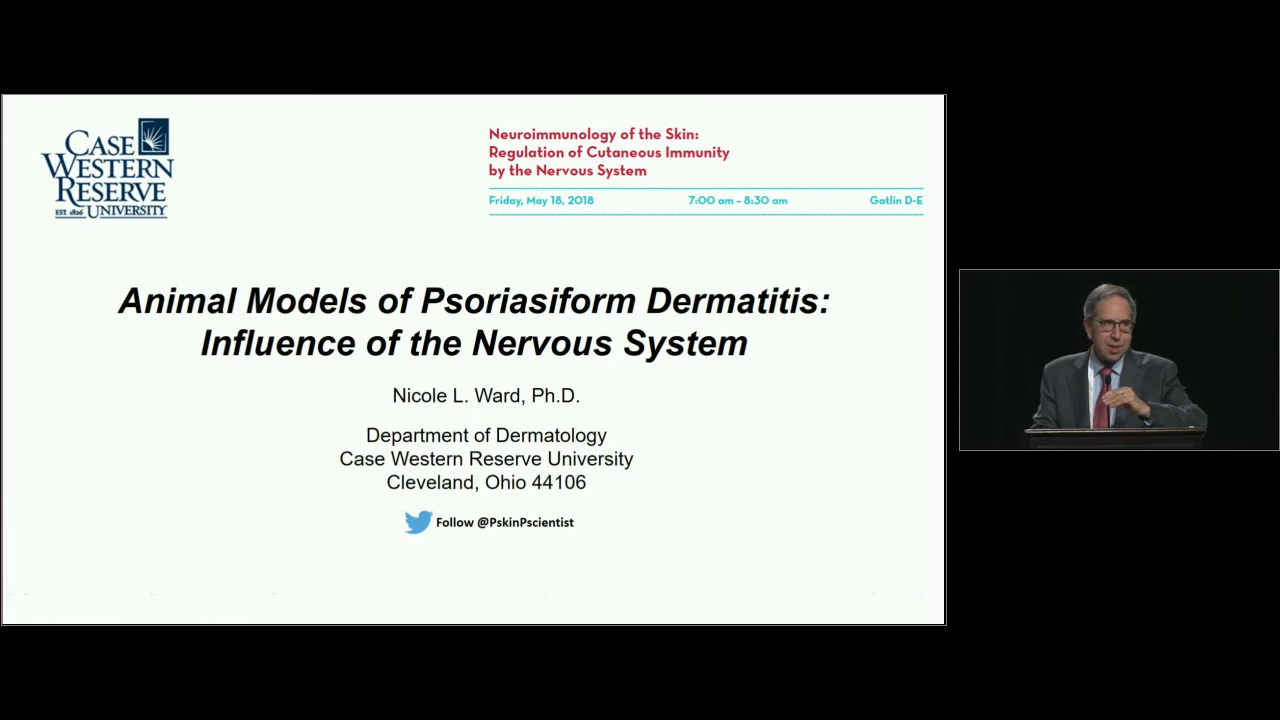 CASE
WESTERN
RESERVE
EST. 1826 UNIVERSITY
Neuroimmunology of the Skin:
Regulation of Cutaneous Immunity
by the Nervous System
Friday, May 18, 2018 7:00 am - 8:30 am Gatlin D-E
Animal Models of Psoriasiform Dermatitis:
Influence of the Nervous System
Nicole L. Ward, Ph.D.
Department of Dermatology
Case Western Reserve University
Cleveland, Ohio 44106
Follow @PskinPscientist